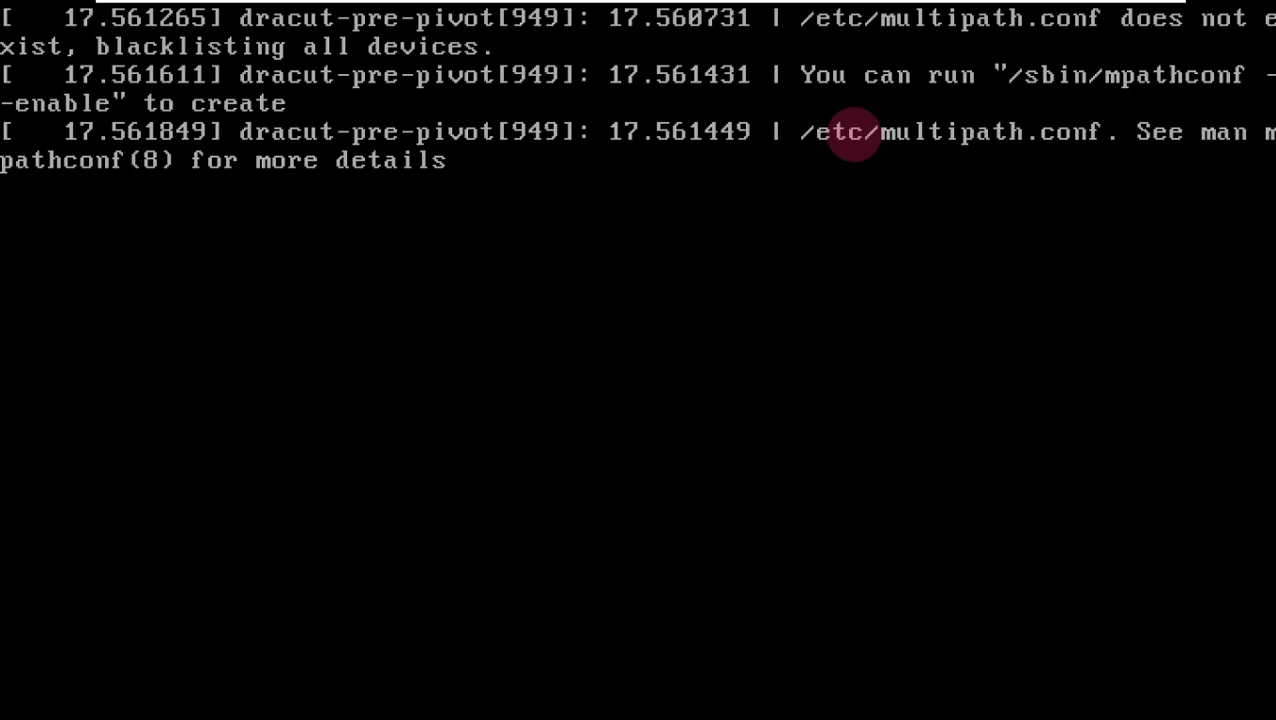 [   17.561265] dracut-pre-pivot[949]: 17.560731 | /etc/multipath.conf does not e
xist, blacklisting all devices.
[   17.561611] dracut-pre-pivot[949]: 17.561431 | You can run "/sbin/mpathconf -
-enable" to create
[   17.561849] dracut-pre-pivot[949]: 17.561449 | /etc/multipath.conf. See man m
pathconf(8) for more details